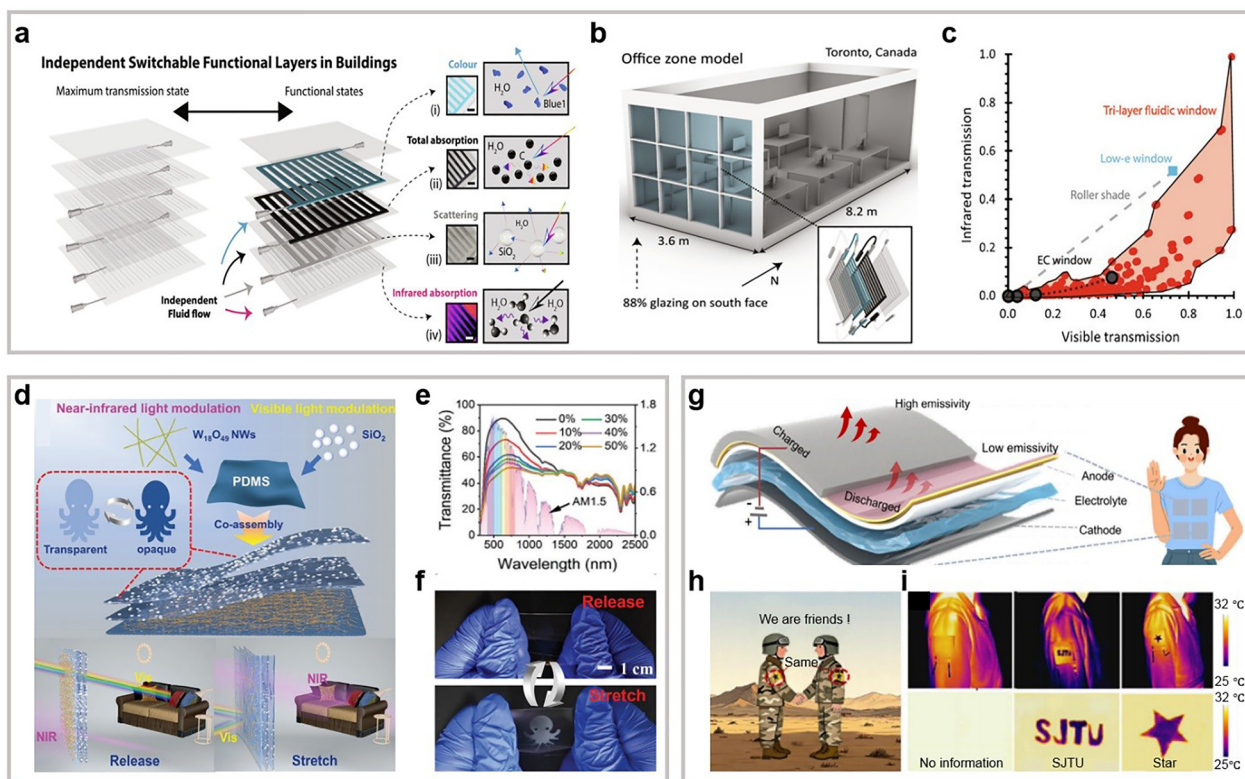 a
Independent Switchable Functional Layers in Buildings
Maximum transmission state
Functional states
Independent
Fluid flow
Colour
(i)
H₂O
Blue1
Total absorption
(ii)
H₂O
C
Scattering
(iii)
H₂O
SiO₂
Infrared absorption
(iv)
H₂O
H₂O
b
Office zone model
Toronto, Canada
8.2 m
3.6 m
N
88% glazing on south face
c
Infrared transmission
1.0
0.8
0.6
0.4
0.2
0.0
Tri-layer fluidic window
Low-e window
Roller shade
EC window
0.0 0.2 0.4 0.6 0.8 1.0
Visible transmission
d
Near-infrared light modulation
Visible light modulation
W₁₈O₄₉ NWs
SiO₂
PDMS
Co-assembly
Transparent
opaque
Vis
NIR
NIR
Vis
Release
Stretch
e
Transmittance (%)
100
80
60
40
20
0
1.8
1.2
0.6
0.0
0% 30%
10% 40%
20% 50%
AM1.5
500 1000 1500 2000 2500
Wavelength (nm)
f
Release
1 cm
Stretch
g
High emissivity
Charged
Low emissivity
Discharged
Anode
Electrolyte
Cathode
-
+
h
We are friends !
Same
i
32 °C
25 °C
32 °C
25°C
SJTU
SJTU
No information
SJTU
Star